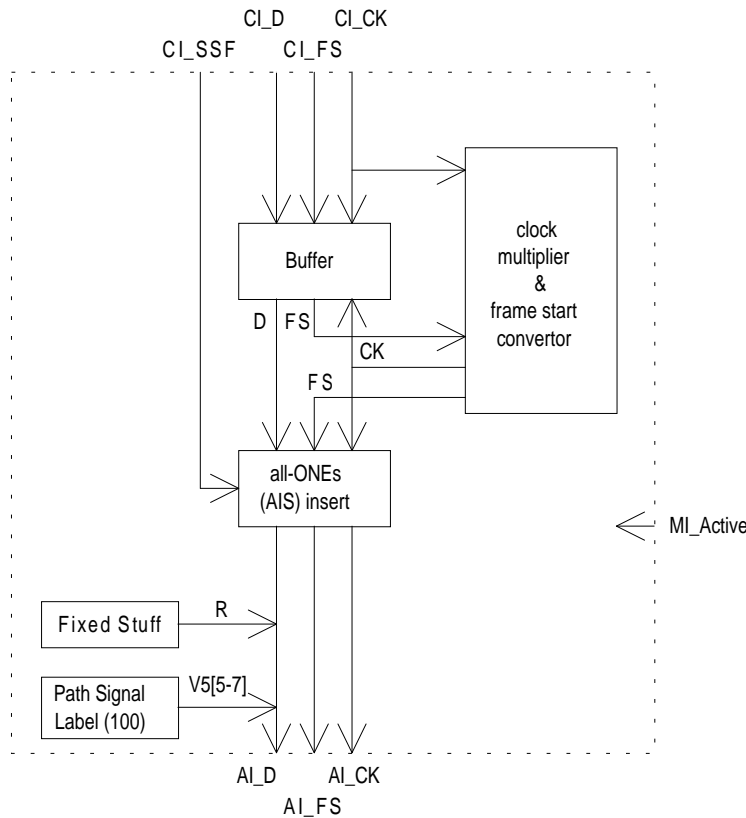 CI_D CI_CK
CI_SSF CI_FS
clock
multiplier
&
frame start
convertor
Buffer
D FS
CK
FS
all-ONEs
(AIS) insert
MI_Active
R
Fixed Stuff
V5[5-7]
Path Signal
Label (100)
AI_D AI_CK
AI_FS